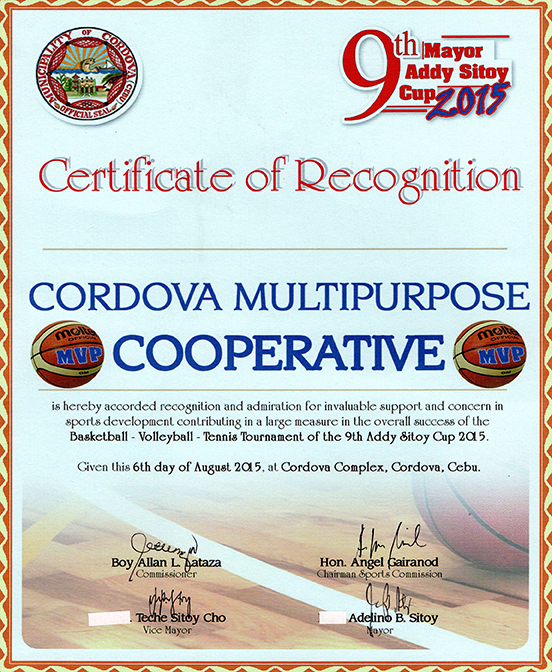 MUNICIPALITY OF CORDOVA (CEBU)
OFFICIAL SEAL
9th Mayor
Addy Sitoy
Cup 2015
Certificate of Recognition
CORDOVA MULTIPURPOSE
COOPERATIVE
molten
OFFICIAL
MVP
molten
OFFICIAL
MVP
is hereby accorded recognition and admiration for invaluable support and concern in
sports development contributing in a large measure in the overall success of the
Basketball - Volleyball - Tennis Tournament of the 9th Addy Sitoy Cup 2015.
Given this 6th day of August 2015, at Cordova Complex, Cordova, Cebu.
Boy Allan L.
Commissioner
Hon. Angel Gairanod
Chairman Sports Commission
. Teche Sitoy Cho
Vice Mayor
Adelino B. Sitoy
Mayor